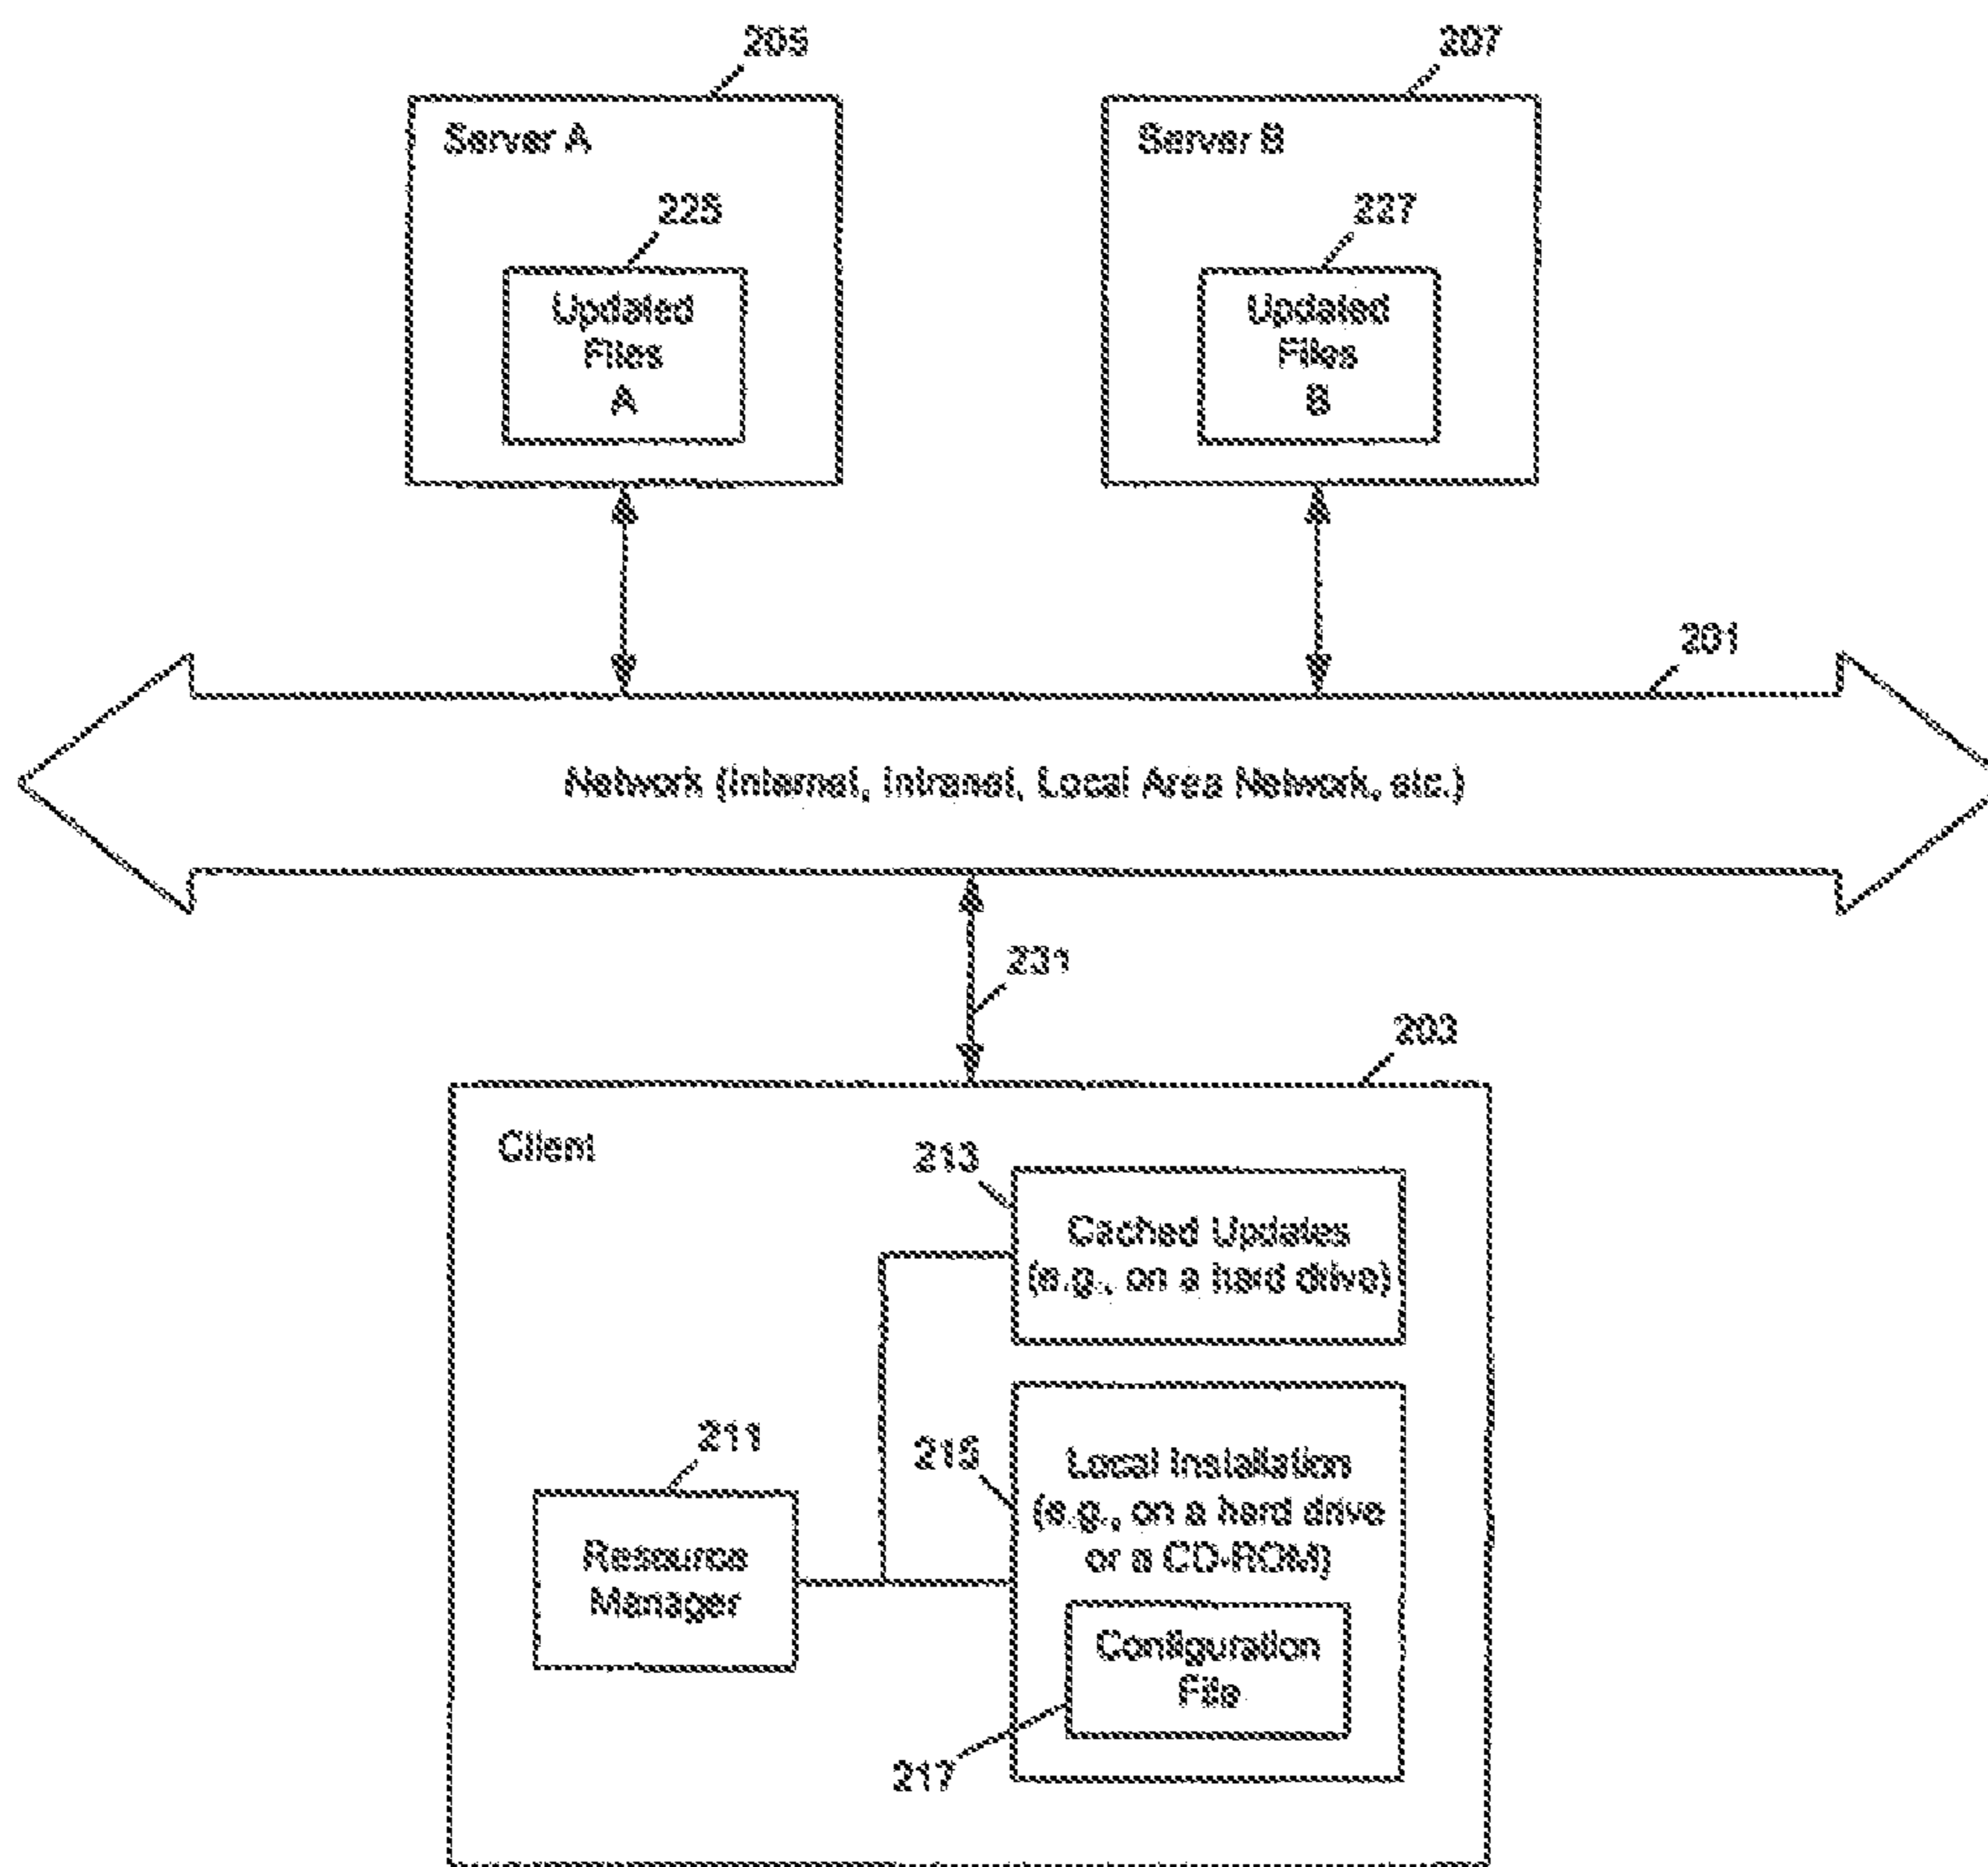 205
207
Server A
Server B
225
227
Updated
Files
A
Updated
Files
B
201
Network (Internet, Intranet, Local Area Network, etc.)
231
203
Client
213
Cached Updates
(e.g., on a hard drive)
211
215
Local Installation
(e.g., on a hard drive
or a CD-ROM)
Resource
Manager
Configuration
File
217